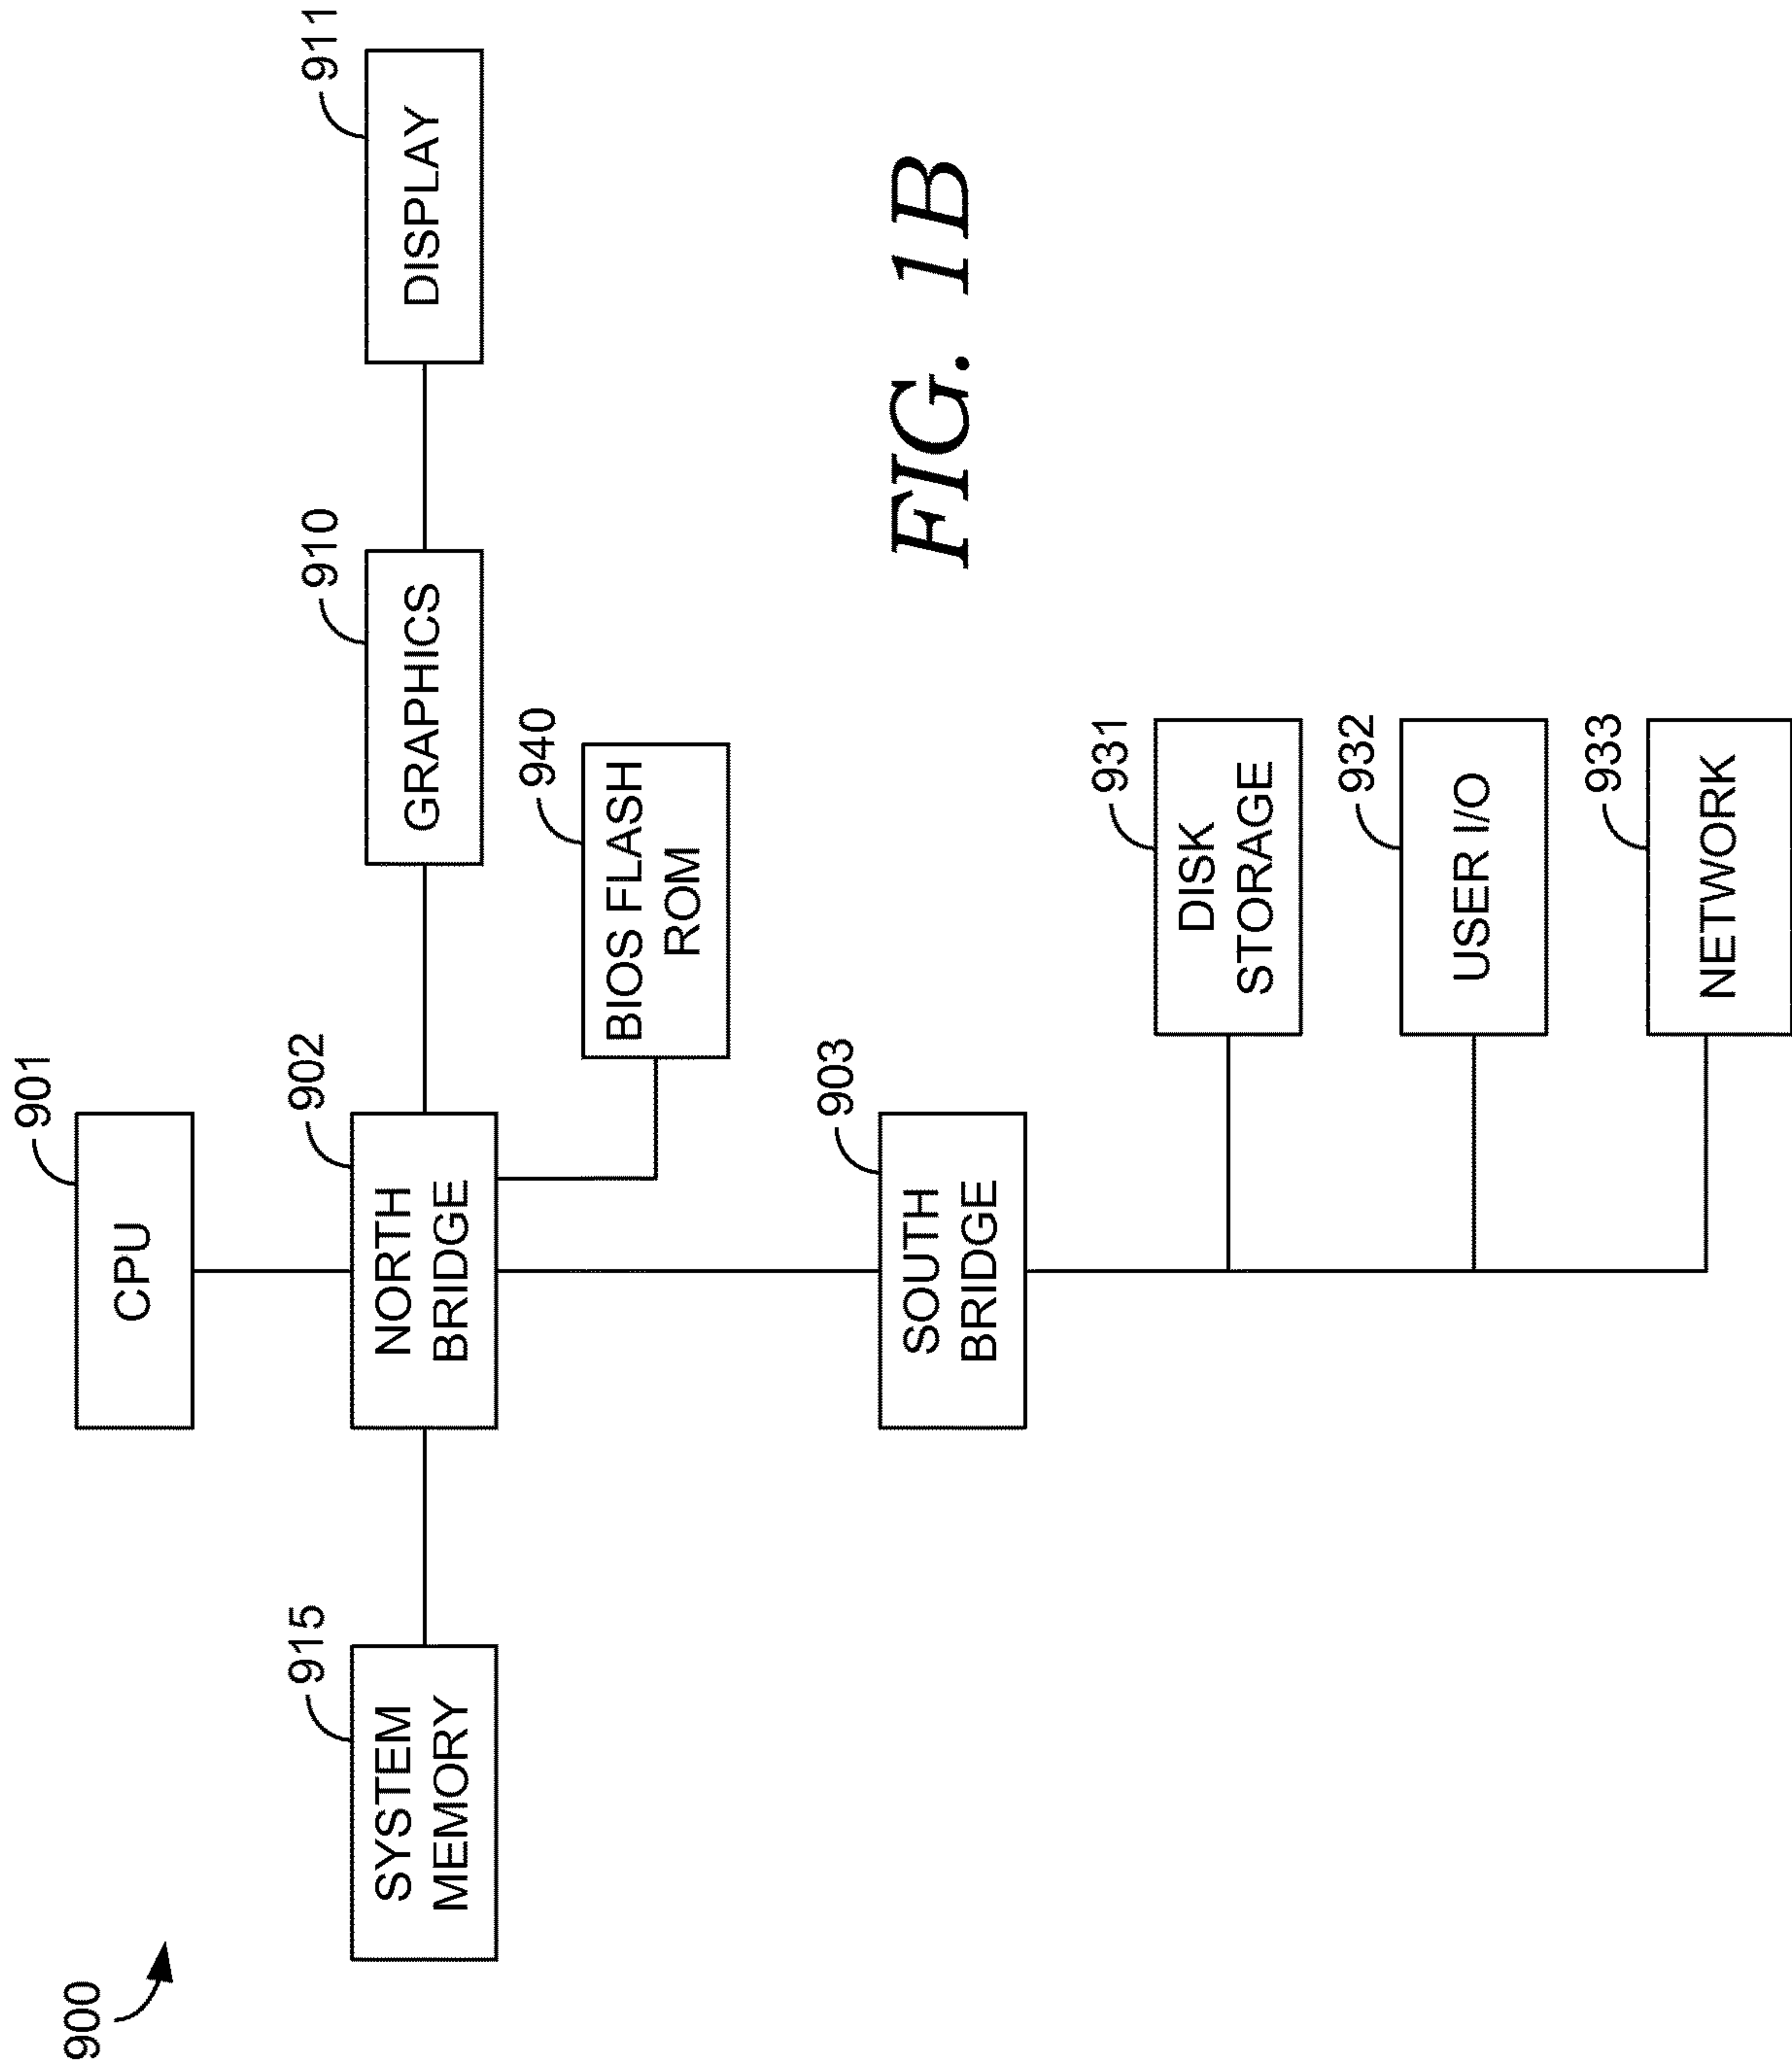 900
901
CPU
915
SYSTEM
MEMORY
902
NORTH
BRIDGE
910
GRAPHICS
911
DISPLAY
940
BIOS FLASH
ROM
903
SOUTH
BRIDGE
931
DISK
STORAGE
932
USER I/O
933
NETWORK
FIG. 1B